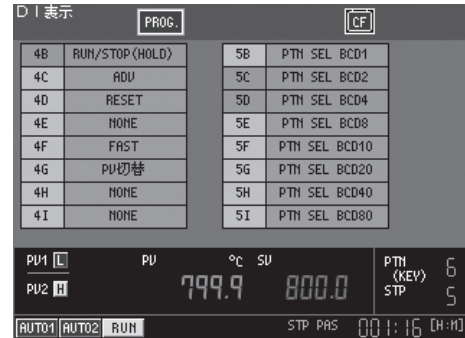 DI表示 PROG. CF
4B RUN/STOP(HOLD) 5B PTN SEL BCD1
4C ADV 5C PTN SEL BCD2
4D RESET 5D PTN SEL BCD4
4E NONE 5E PTN SEL BCD8
4F FAST 5F PTN SEL BCD10
4G PV切替 5G PTN SEL BCD20
4H NONE 5H PTN SEL BCD40
4I NONE 5I PTN SEL BCD80
PV1 L PV °C SV PTN 6
(KEY)
PV2 H 799.9 800.0 STP 5
AUTO1 AUTO2 RUN STP PAS 001:16 [H:M]